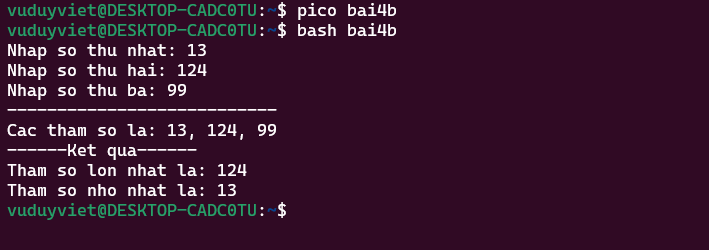 vuduyviet@DESKTOP-CADC0TU:~$ pico bai4b
vuduyviet@DESKTOP-CADC0TU:~$ bash bai4b
Nhap so thu nhat: 13
Nhap so thu hai: 124
Nhap so thu ba: 99
---------------------------
Cac tham so la: 13, 124, 99
------Ket qua------
Tham so lon nhat la: 124
Tham so nho nhat la: 13
vuduyviet@DESKTOP-CADC0TU:~$